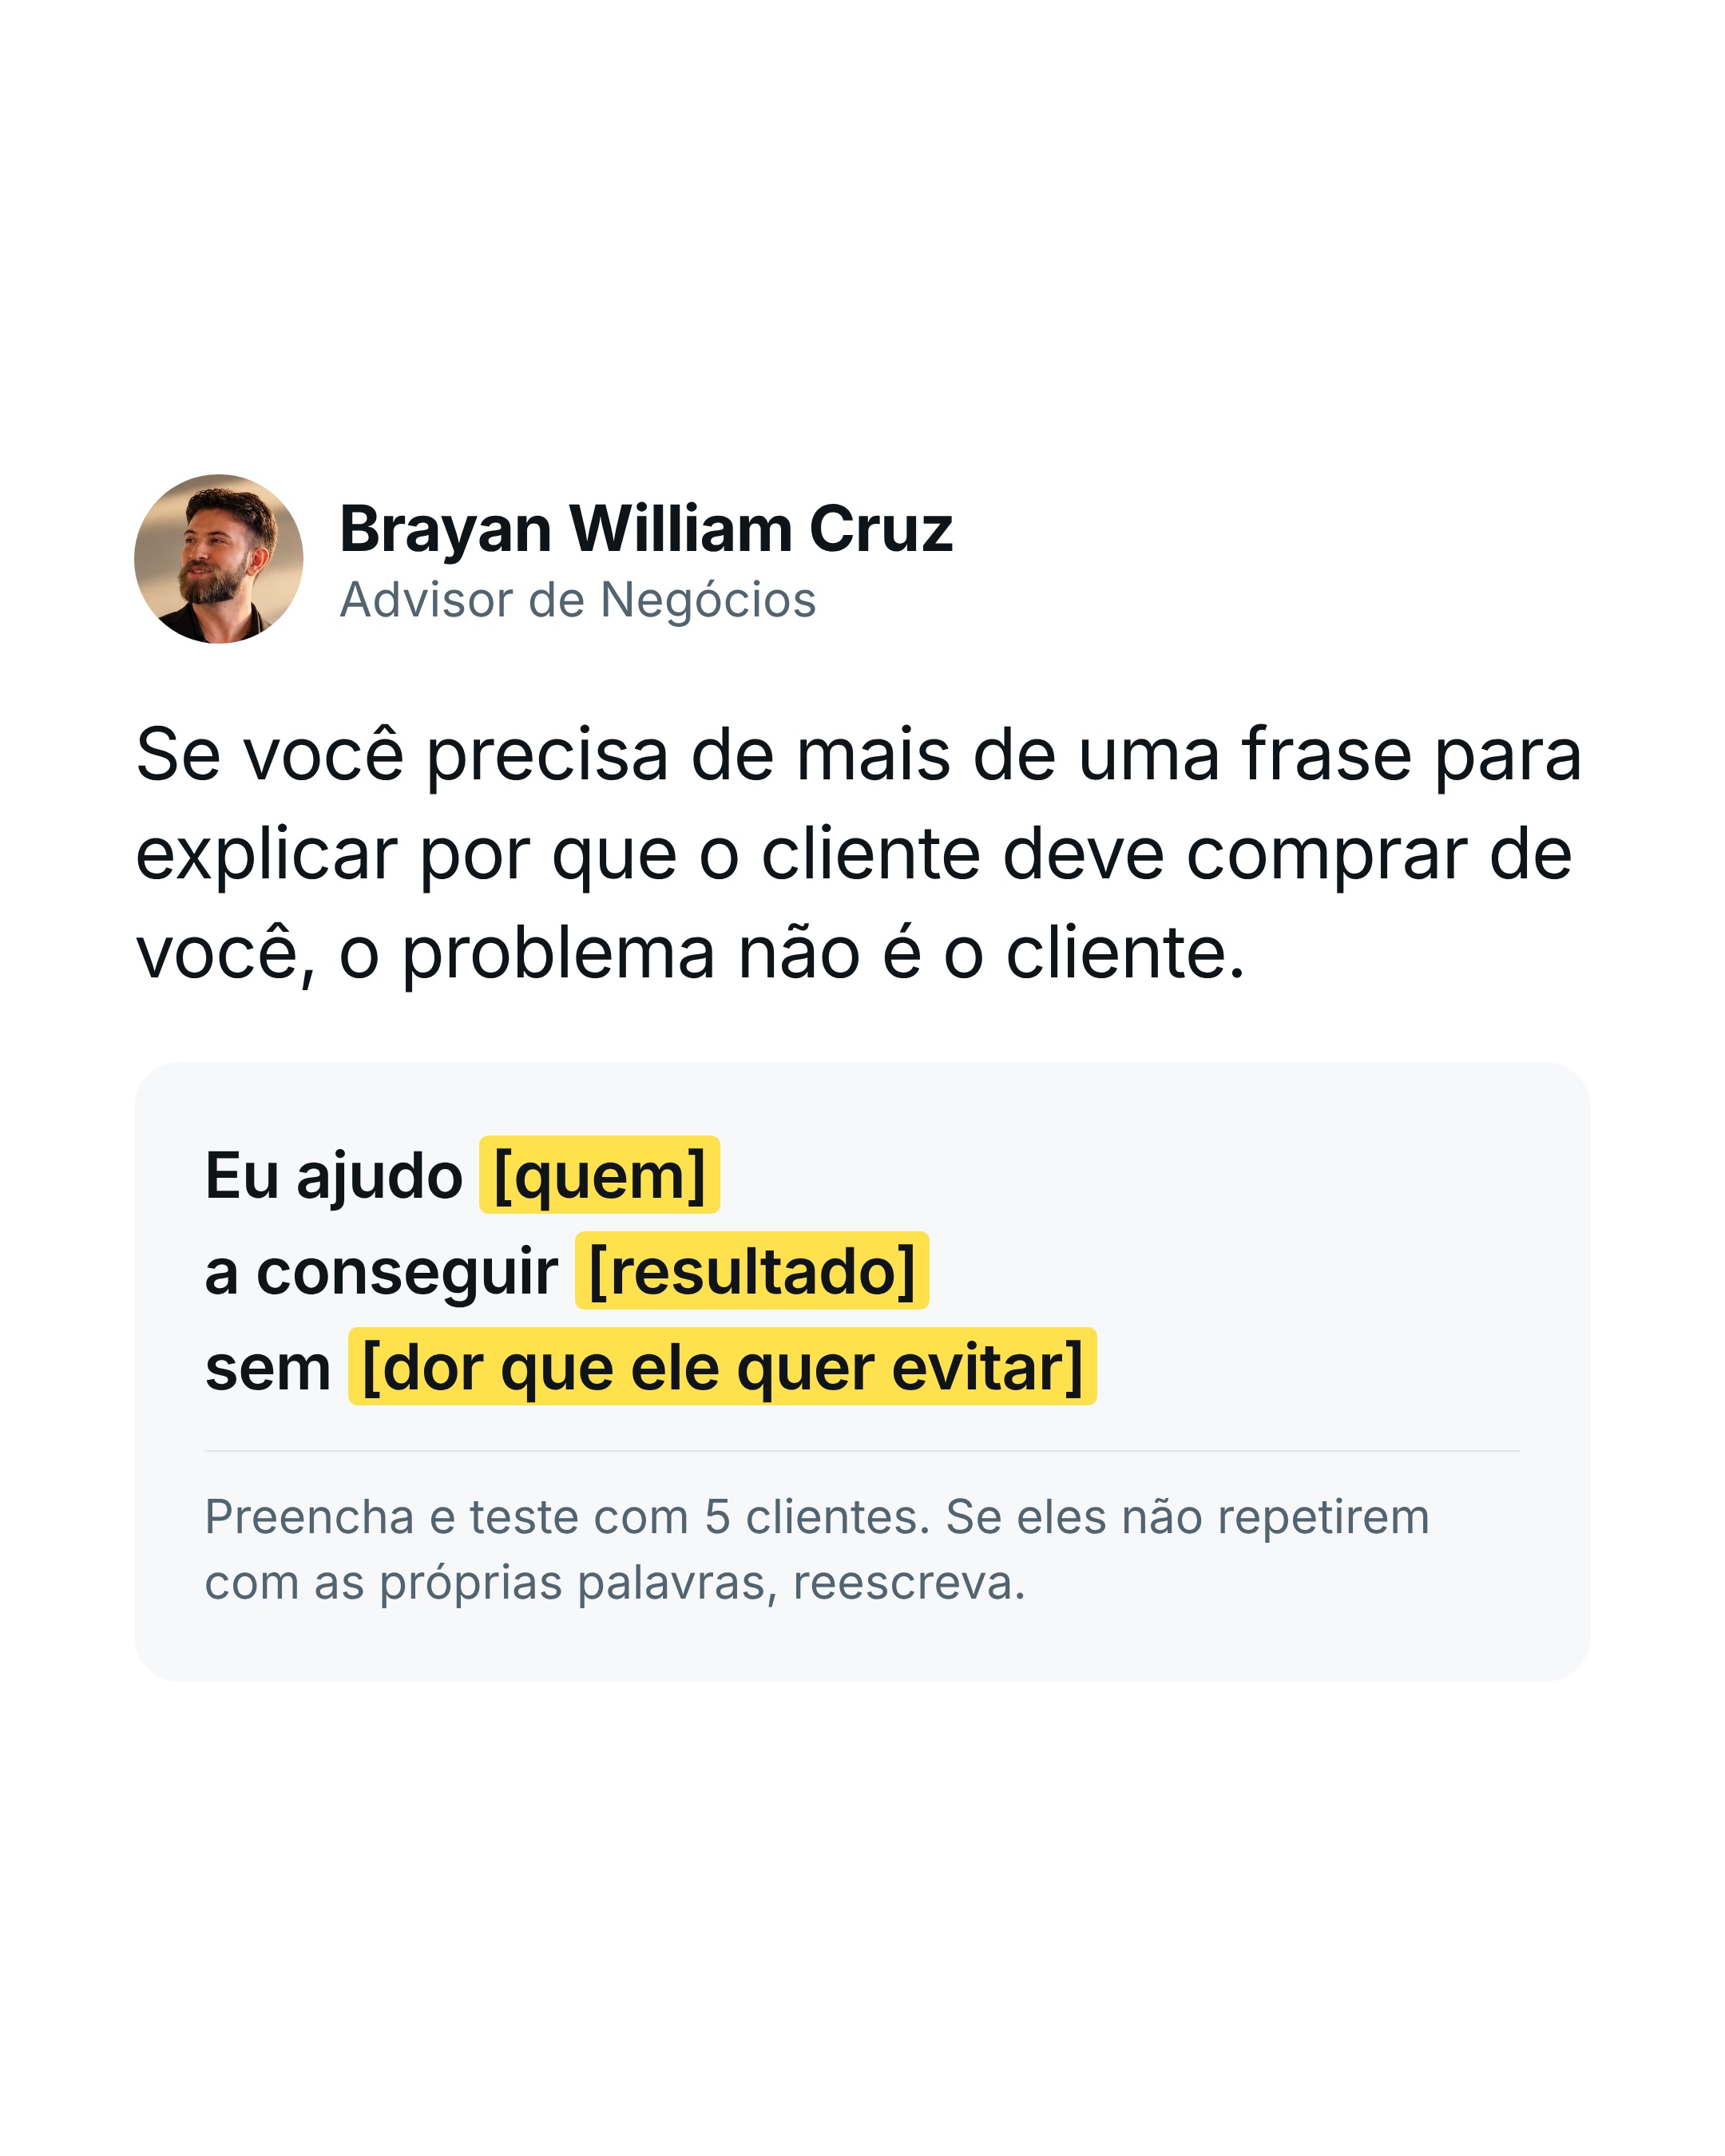 Brayan William Cruz
Advisor de Negócios
Se você precisa de mais de uma frase para
explicar por que o cliente deve comprar de
você, o problema não é o cliente.
Eu ajudo [quem]
a conseguir [resultado]
sem [dor que ele quer evitar]
Preencha e teste com 5 clientes. Se eles não repetirem
com as próprias palavras, reescreva.